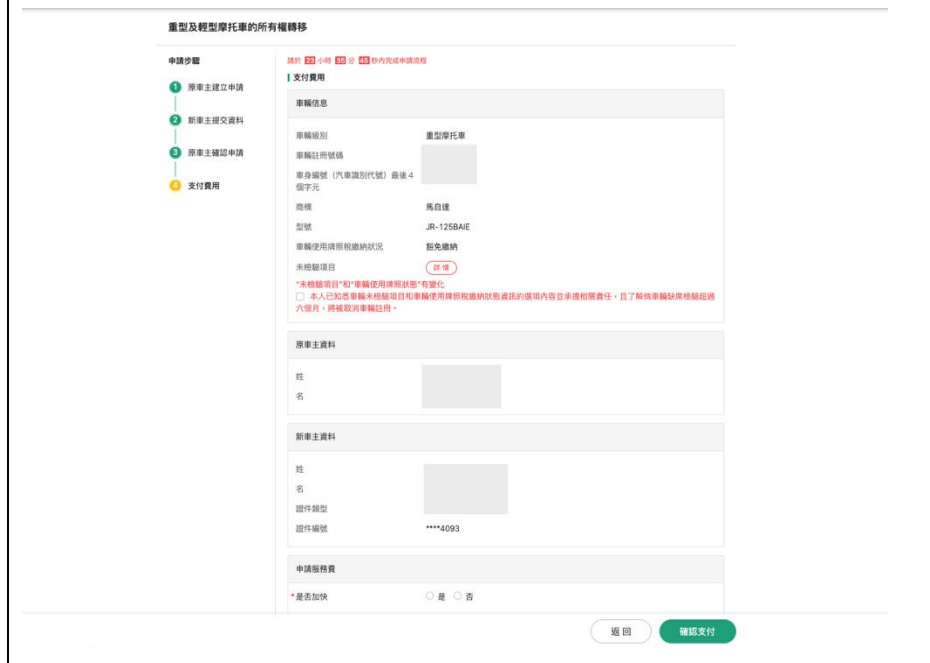 重型及輕型摩托車的所有權轉移
申請步驟
1 原車主建立申請
2 新車主提交資料
3 原車主確認申請
4 支付費用
請於 23 小時 35 分 45 秒內完成申請流程
支付費用
車輛信息
車輛級別 重型摩托車
車輛註冊號碼
車身編號（汽車識別代號）最後 4
個字元
商標 馬自達
型號 JR-125BAIE
車輛使用牌照稅繳納狀況 豁免繳納
未檢驗項目 詳情
"未檢驗項目"和"車輛使用牌照狀態"有變化
本人已知悉車輛未檢驗項目和車輛使用牌照稅繳納狀態資訊的選項內容並承擔相關責任，且了解倘車輛缺席檢驗超過
六個月，將被取消車輛註冊。
原車主資料
姓
名
新車主資料
姓
名
證件類型
證件編號 ****4093
申請服務費
*是否加快 是 否
返回 確認支付